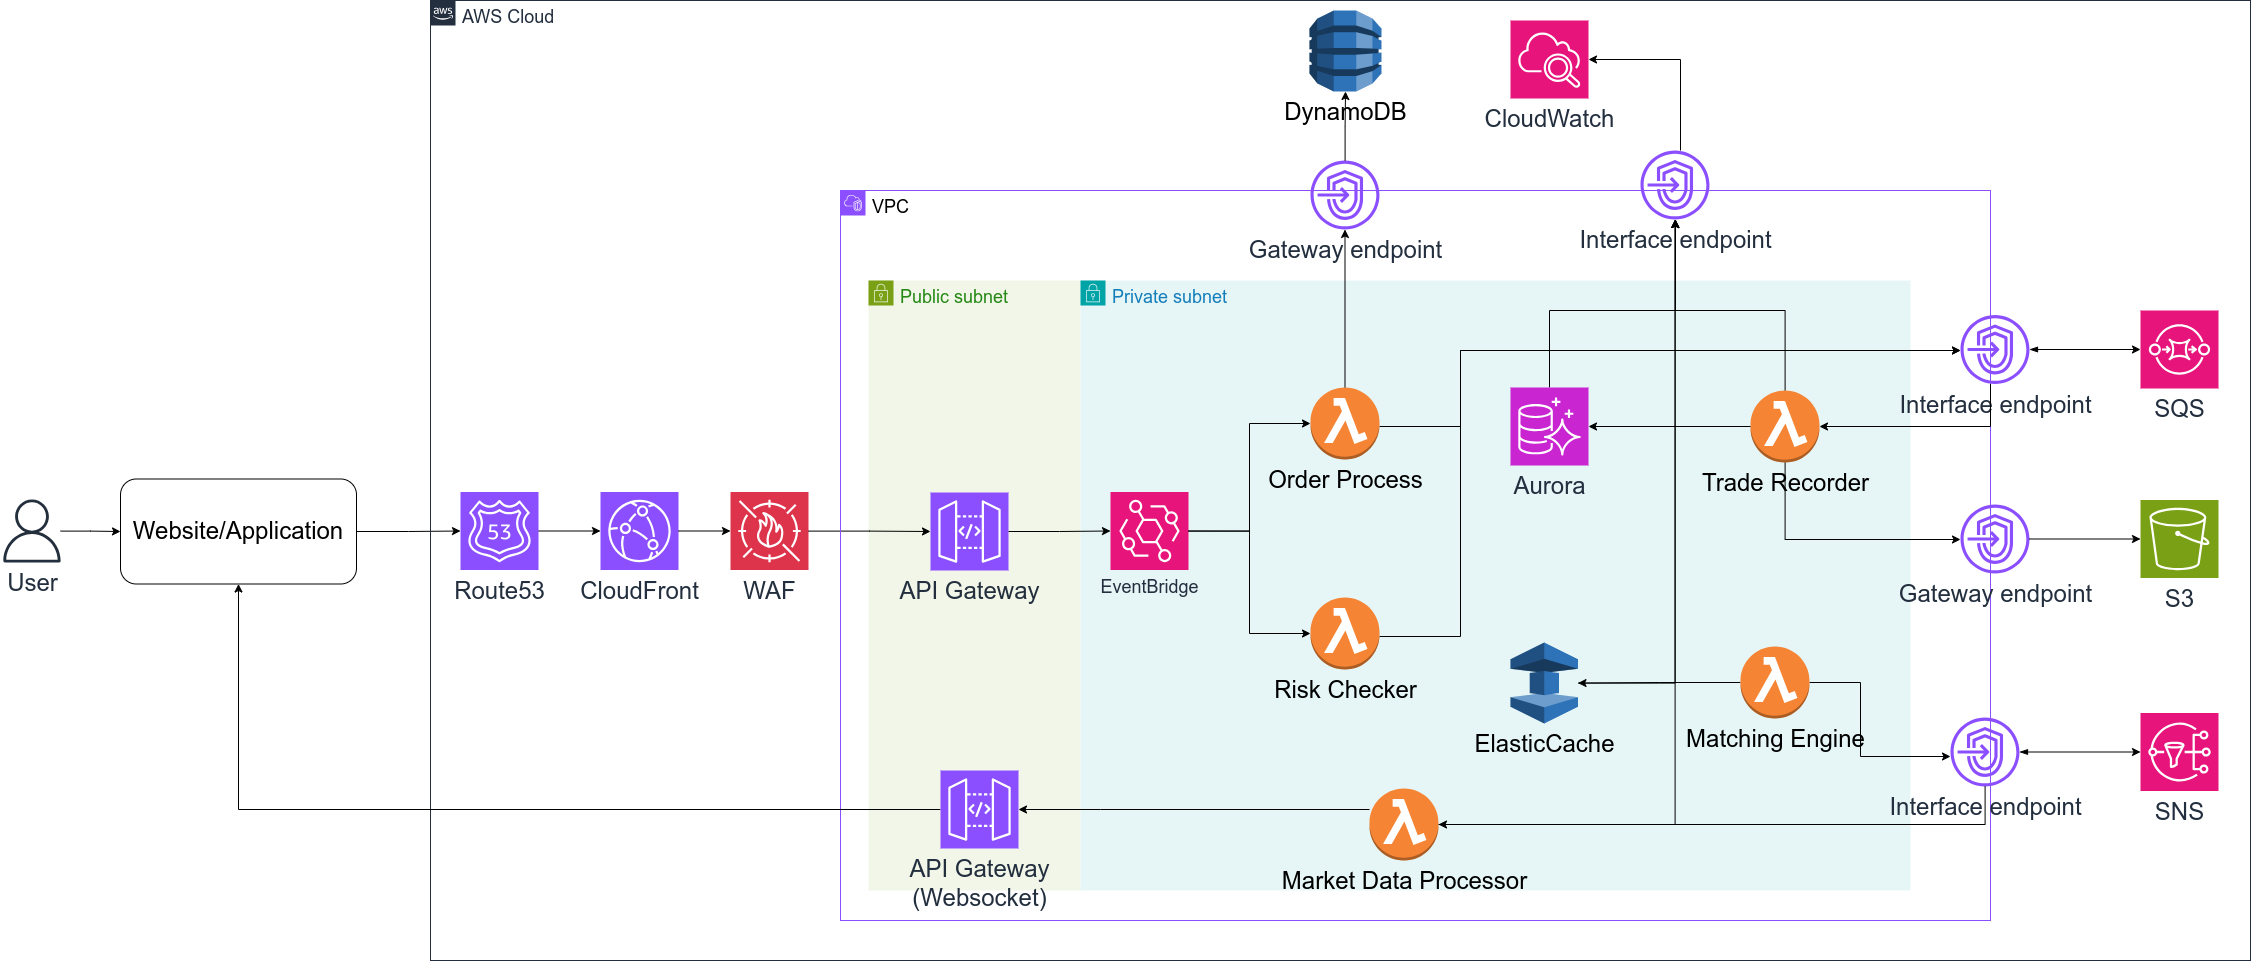 aws
AWS Cloud
DynamoDB
CloudWatch
VPC
Gateway endpoint
Interface endpoint
Public subnet
Private subnet
Interface endpoint
SQS
Order Process
Aurora
Trade Recorder
User
Website/Application
53
Route53
CloudFront
WAF
API Gateway
EventBridge
Gateway endpoint
S3
Risk Checker
ElasticCache
Matching Engine
Interface endpoint
SNS
API Gateway
(Websocket)
Market Data Processor